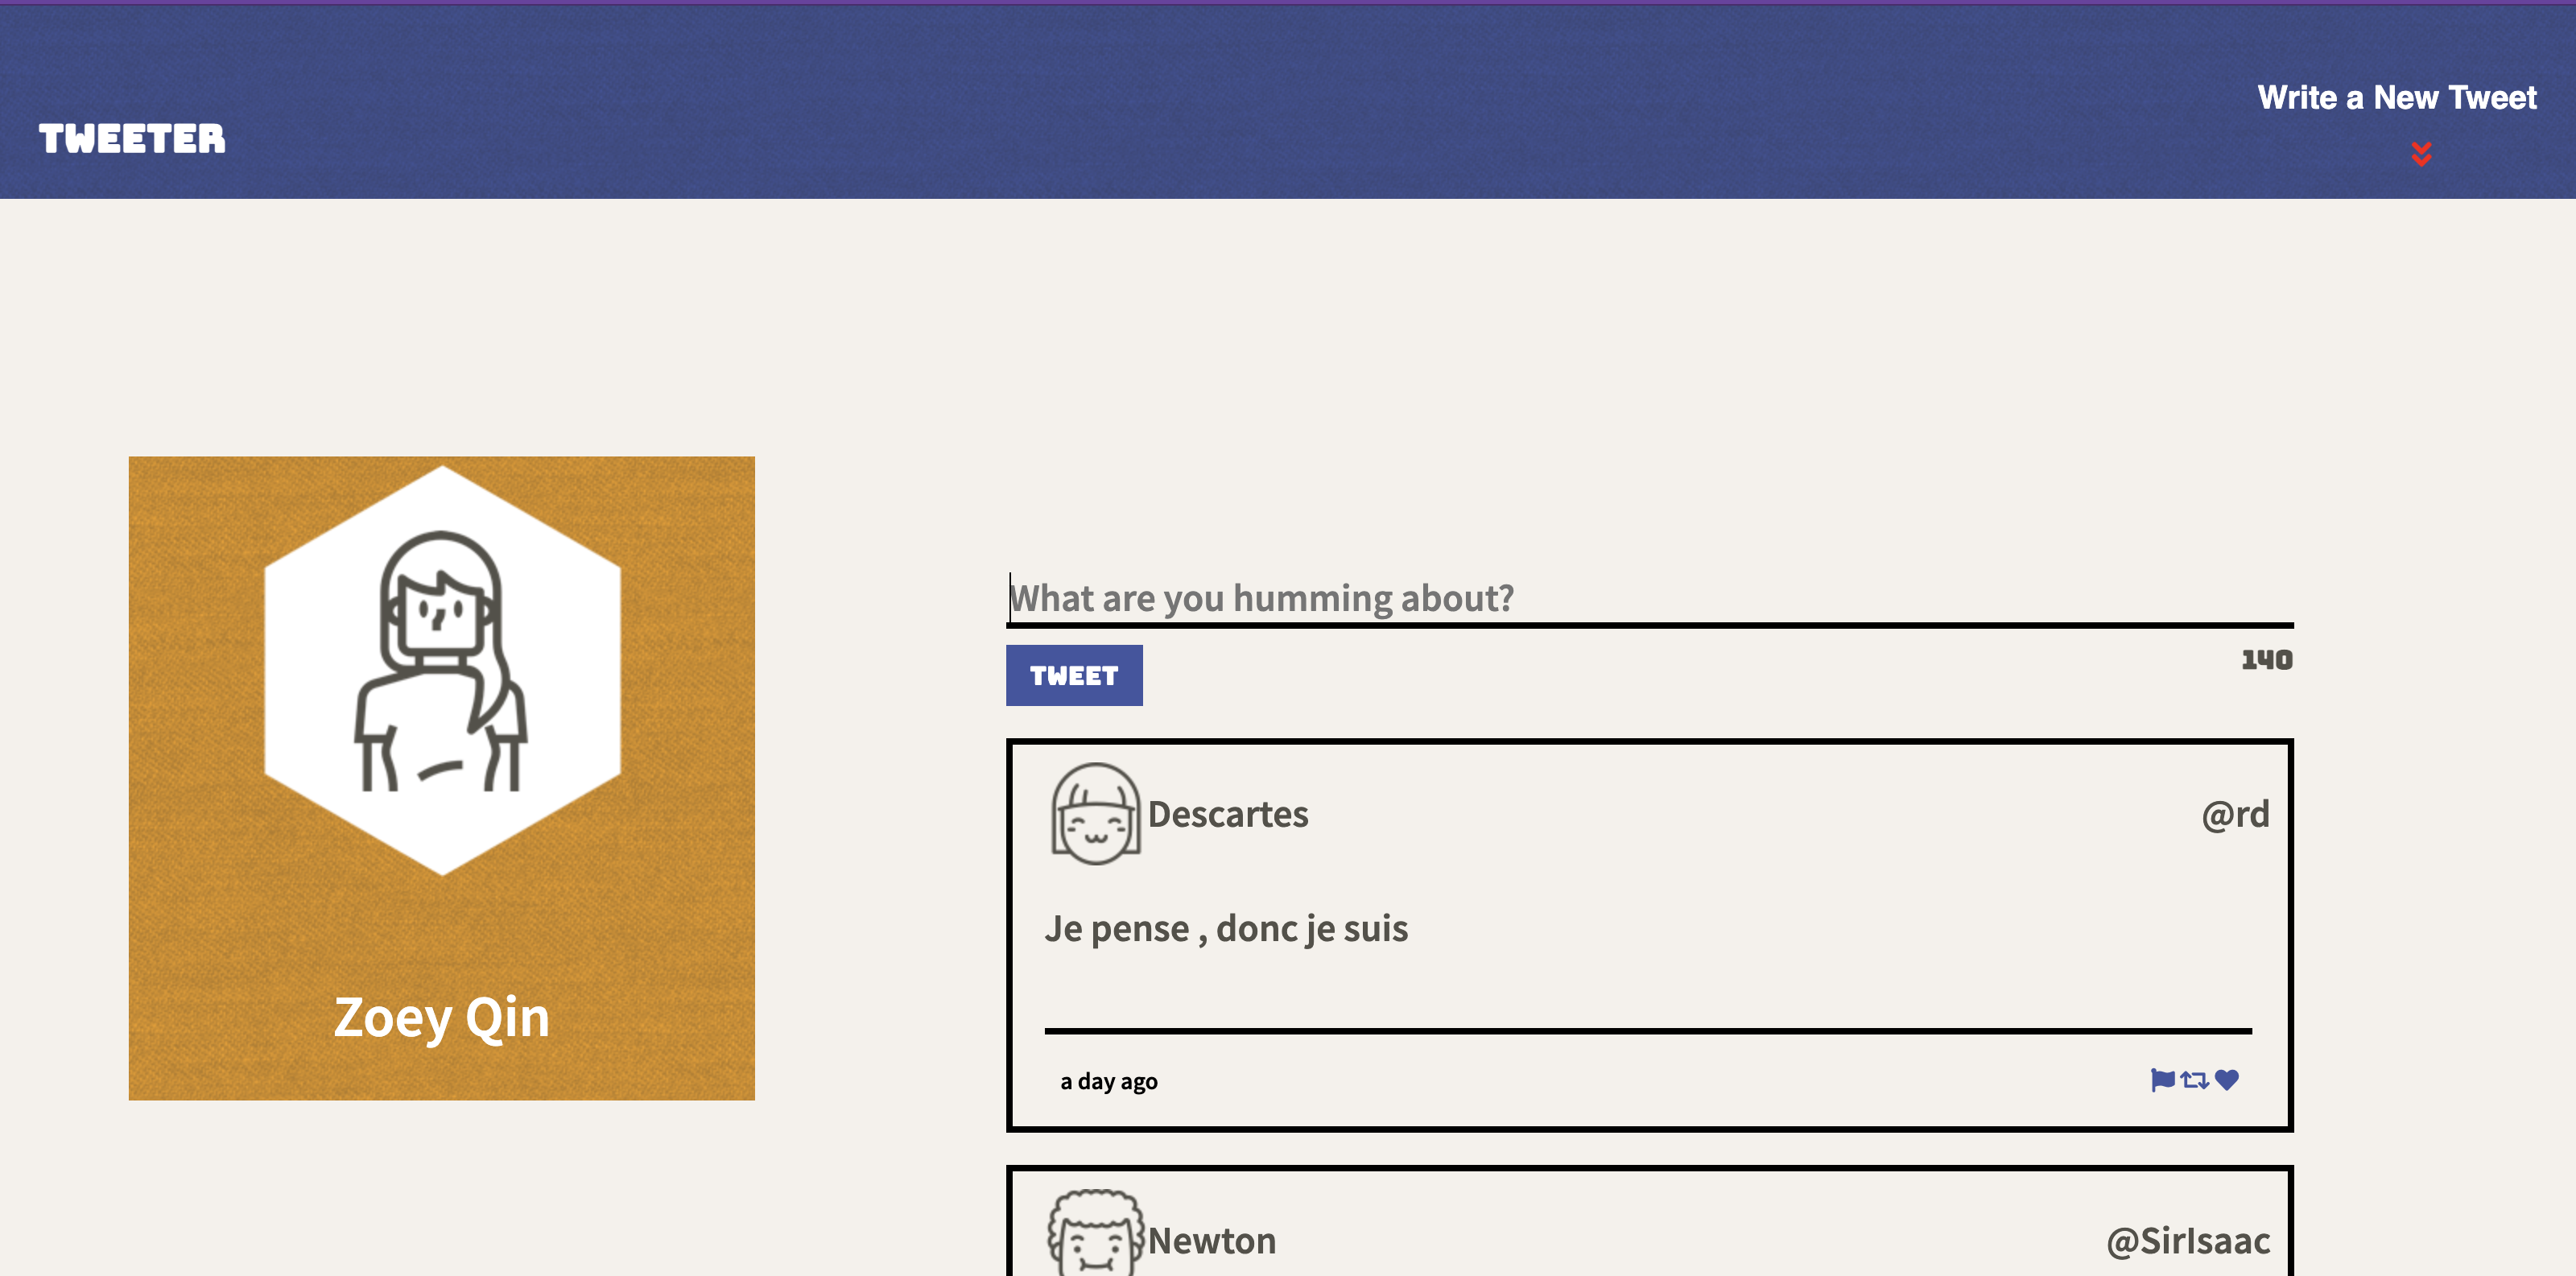 TWEETER
Write a New Tweet
Zoey Qin
What are you humming about?
TWEET
140
Descartes
@rd
Je pense , donc je suis
a day ago
Newton
@SirIsaac